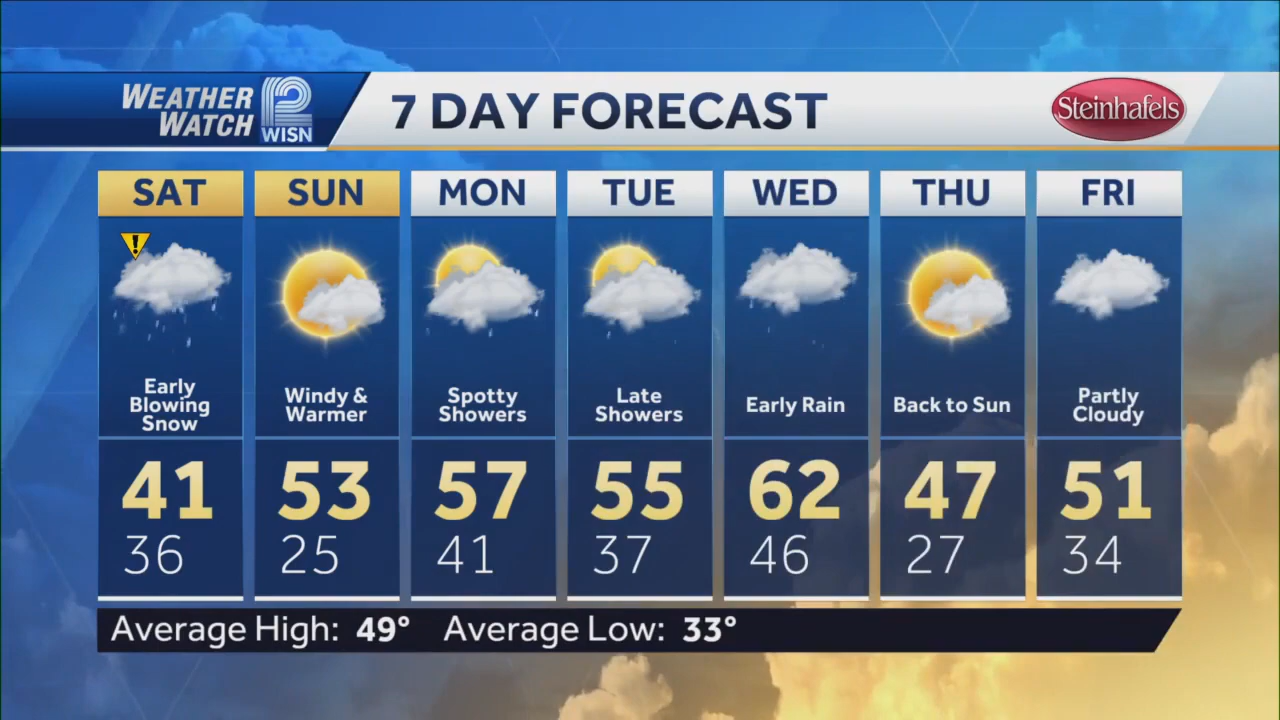 WEATHER
WATCH
12
WISN
7 DAY FORECAST
Steinhafels
SAT
SUN
MON
TUE
WED
THU
FRI
!
Early
Blowing
Snow
Windy &
Warmer
Spotty
Showers
Late
Showers
Early Rain
Back to Sun
Partly
Cloudy
41
53
57
55
62
47
51
36
25
41
37
46
27
34
Average High: 49° Average Low: 33°